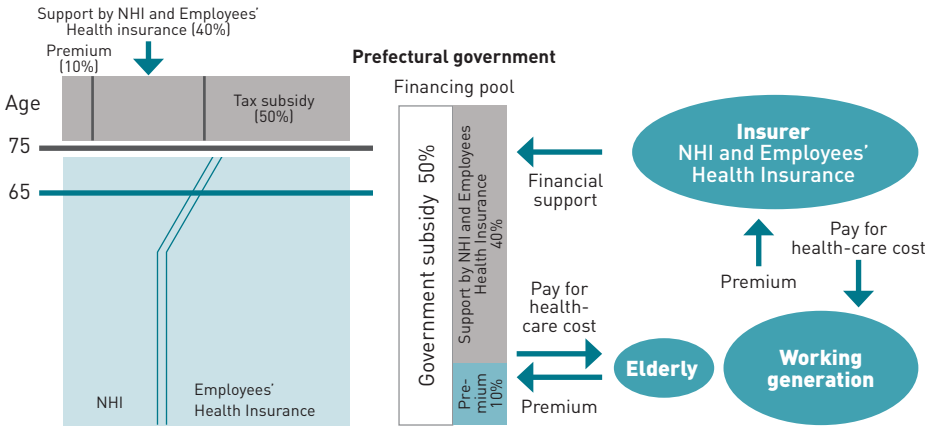 Support by NHI and Employees'
Health insurance (40%)
Premium
(10%)
Tax subsidy
(50%)
Age
75
65
NHI
Employees'
Health Insurance
Prefectural government
Financing pool
Government subsidy 50%
Support by NHI and Employees
Health Insurance
40%
Pre-
mium
10%
Financial
support
Pay for
health-
care cost
Premium
Insurer
NHI and Employees'
Health Insurance
Premium
Pay for
health-care cost
Elderly
Working
generation